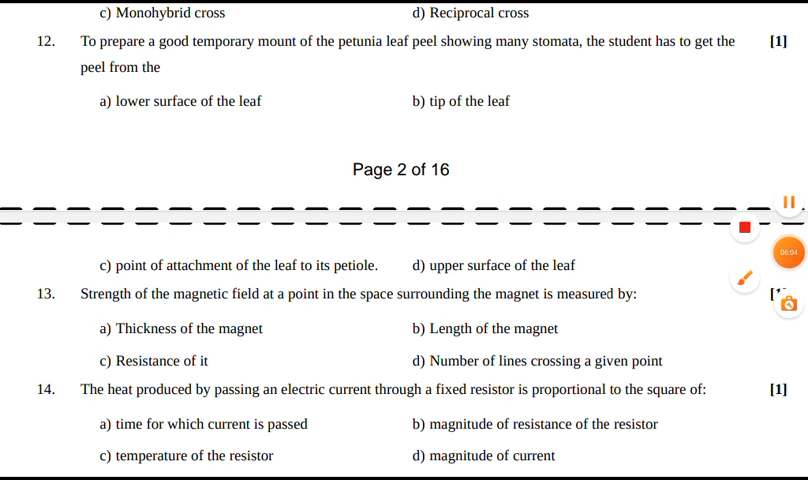 c) Monohybrid cross d) Reciprocal cross
12. To prepare a good temporary mount of the petunia leaf peel showing many stomata, the student has to get the [1]
peel from the
a) lower surface of the leaf b) tip of the leaf
Page 2 of 16
c) point of attachment of the leaf to its petiole. d) upper surface of the leaf
06:04
13. Strength of the magnetic field at a point in the space surrounding the magnet is measured by:
a) Thickness of the magnet b) Length of the magnet
c) Resistance of it d) Number of lines crossing a given point
14. The heat produced by passing an electric current through a fixed resistor is proportional to the square of: [1]
a) time for which current is passed b) magnitude of resistance of the resistor
c) temperature of the resistor d) magnitude of current